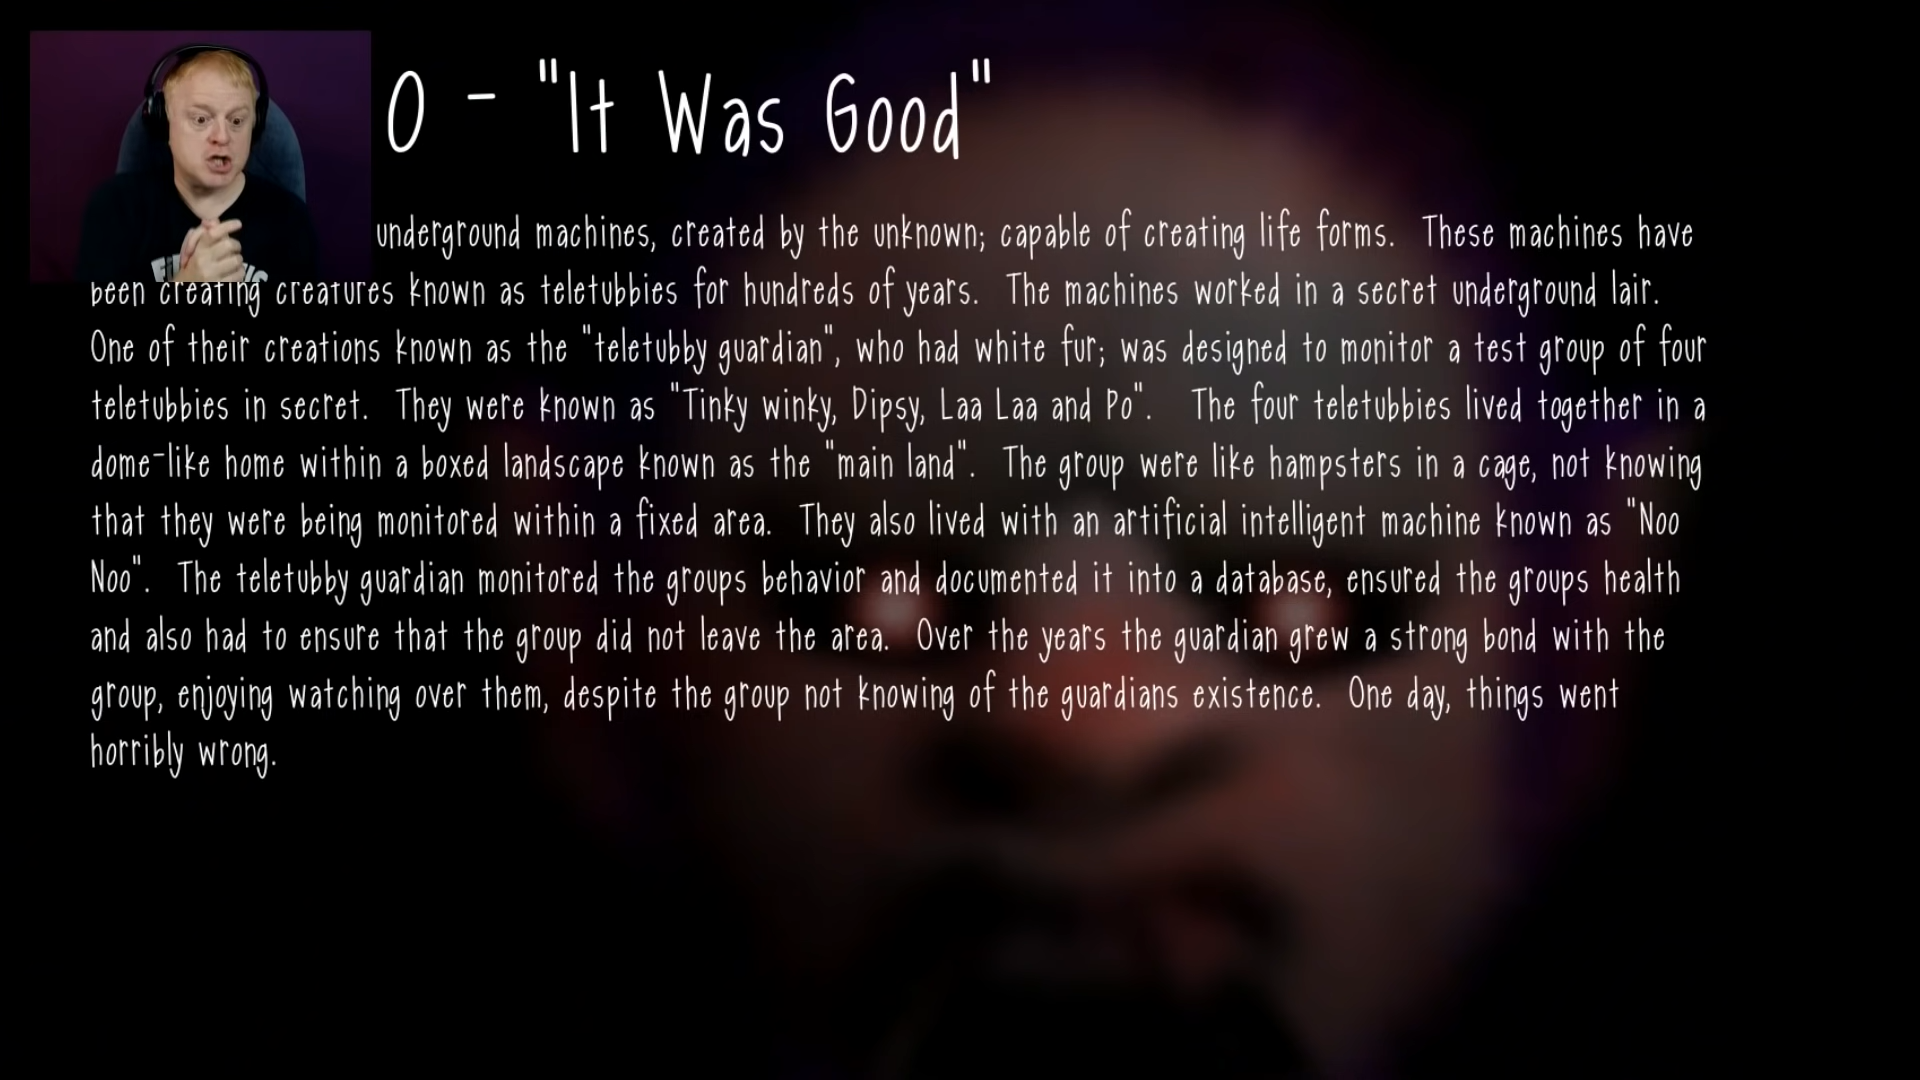 0 - "It Was Good"
underground machines, created by the unknown; capable of creating life forms. These machines have
been creating creatures known as teletubbies for hundreds of years. The machines worked in a secret underground lair.
One of their creations known as the "teletubby guardian", who had white fur; was designed to monitor a test group of four
teletubbies in secret. They were known as "Tinky winky, Dipsy, Laa Laa and Po". The four teletubbies lived together in a
dome-like home within a boxed landscape known as the "main land". The group were like hampsters in a cage, not knowing
that they were being monitored within a fixed area. They also lived with an artificial intelligent machine known as "Noo
Noo". The teletubby guardian monitored the groups behavior and documented it into a database, ensured the groups health
and also had to ensure that the group did not leave the area. Over the years the guardian grew a strong bond with the
group, enjoying watching over them, despite the group not knowing of the guardians existence. One day, things went
horribly wrong.